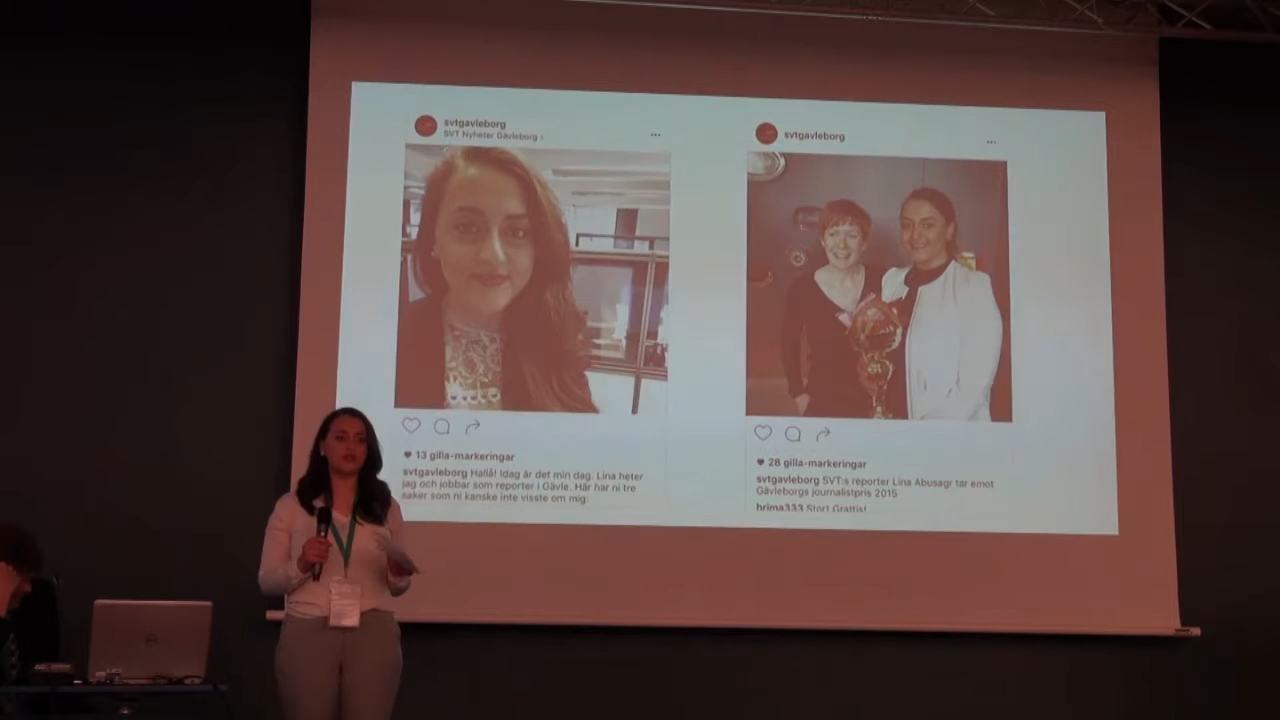 svtgavleborg
SVT Nyheter Gävleborg ›
13 gilla-markeringar
svtgavleborg Hallå! Idag är det min dag. Lina heter
jag och jobbar som reporter i Gävle. Här har ni tre
saker som ni kanske inte visste om mig:
svtgavleborg
28 gilla-markeringar
svtgavleborg SVT:s reporter Lina Abusagr tar emot
Gävleborgs journalistpris 2015
hrima333 Stort Grattis!